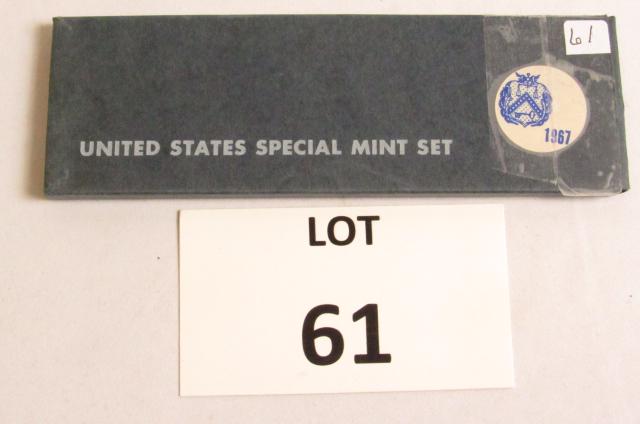 61
1967
UNITED STATES SPECIAL MINT SET
LOT
61